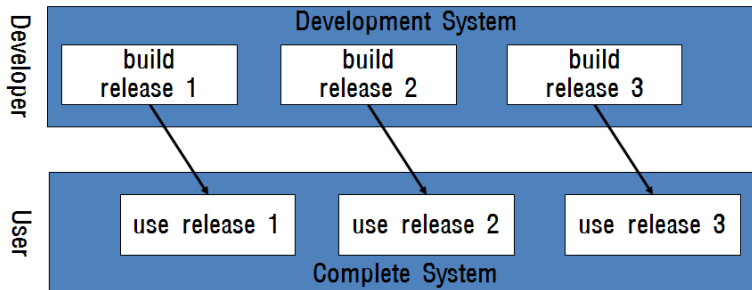 Developer
Development System
build
release 1
build
release 2
build
release 3
User
use release 1
use release 2
use release 3
Complete System